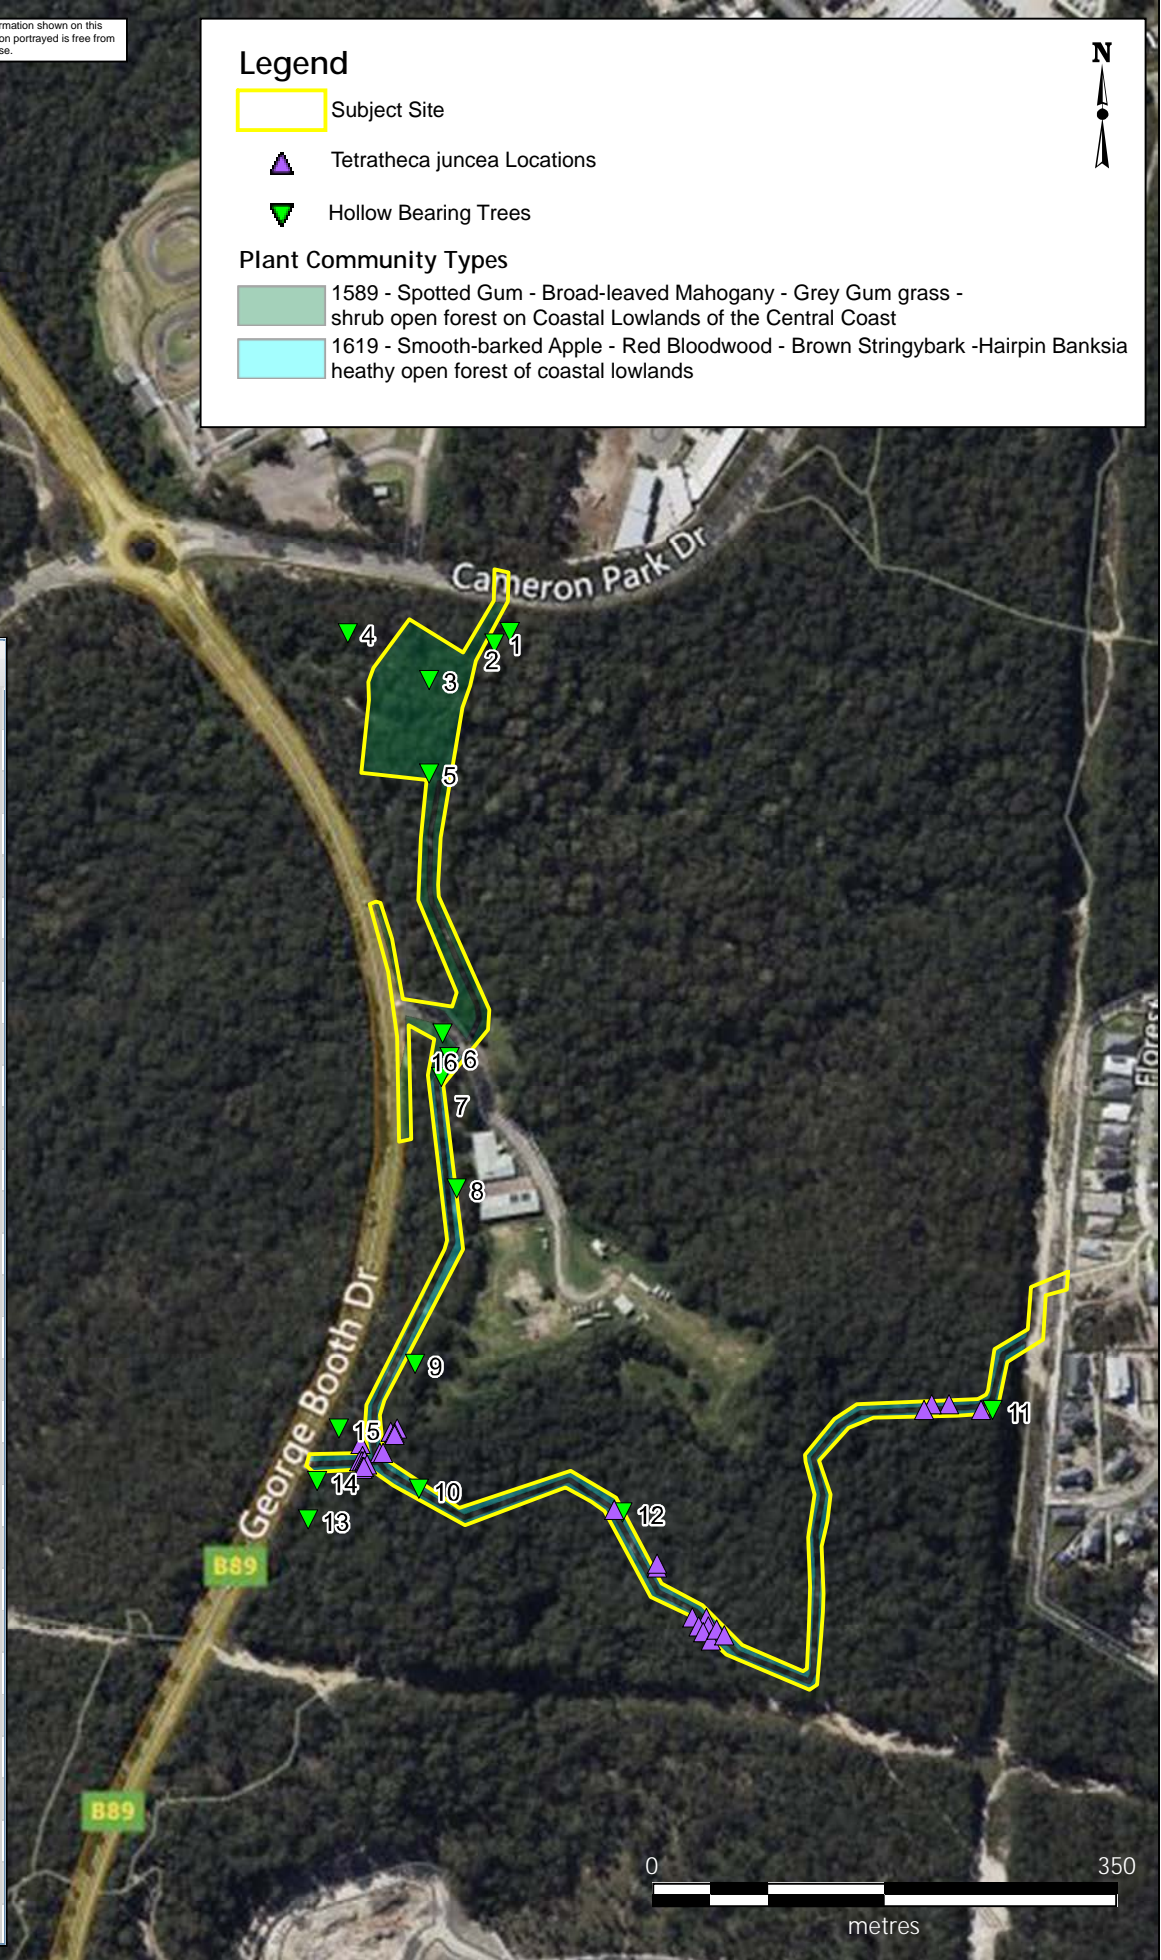 rmation shown on this
on portrayed is free from
se.
Legend
N
Subject Site
Tetratheca juncea Locations
Hollow Bearing Trees
Plant Community Types
1589 - Spotted Gum - Broad-leaved Mahogany - Grey Gum grass -
shrub open forest on Coastal Lowlands of the Central Coast
1619 - Smooth-barked Apple - Red Bloodwood - Brown Stringybark -Hairpin Banksia
heathy open forest of coastal lowlands
Cameron Park Dr
4
1
2
3
5
16
6
7
Flores
8
George Booth Dr
9
11
15
14
10
12
13
B89
B89
0
350
metres